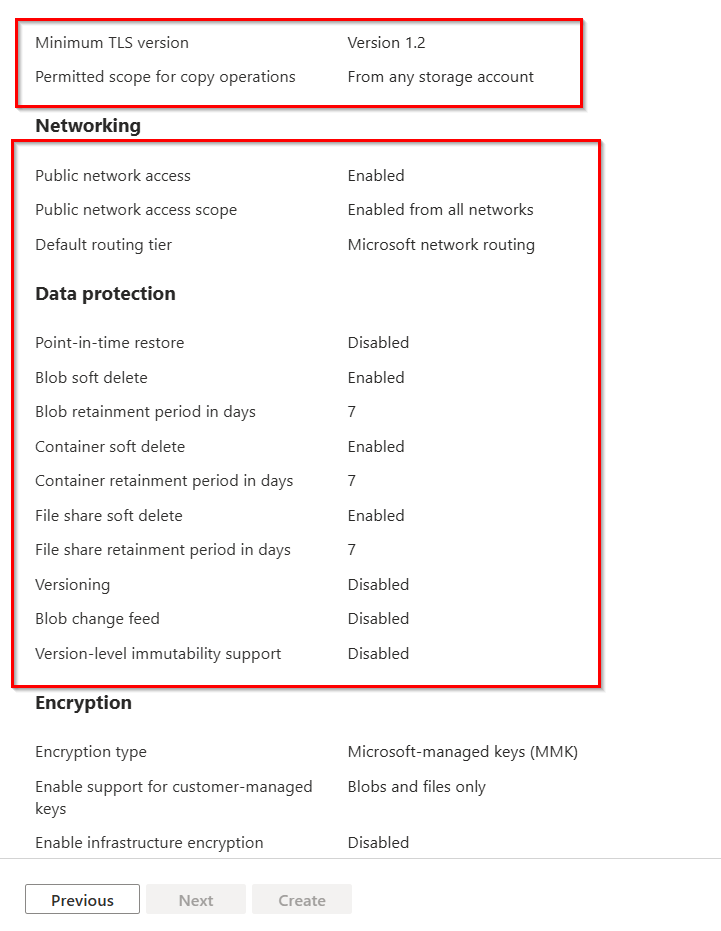 Minimum TLS version Version 1.2
Permitted scope for copy operations From any storage account
Networking
Public network access Enabled
Public network access scope Enabled from all networks
Default routing tier Microsoft network routing
Data protection
Point-in-time restore Disabled
Blob soft delete Enabled
Blob retainment period in days 7
Container soft delete Enabled
Container retainment period in days 7
File share soft delete Enabled
File share retainment period in days 7
Versioning Disabled
Blob change feed Disabled
Version-level immutability support Disabled
Encryption
Encryption type Microsoft-managed keys (MMK)
Enable support for customer-managed Blobs and files only
keys
Enable infrastructure encryption Disabled
Previous Next Create